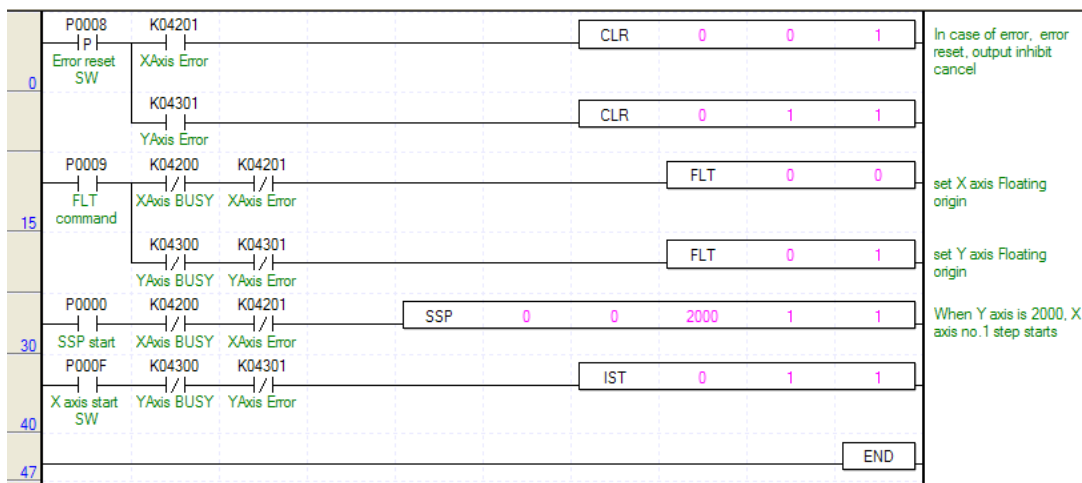 P0008 K04201
P CLR 0 0 1
Error reset SW XAxis Error
In case of error, error
reset, output inhibit
cancel
0
K04301
CLR 0 1 1
YAxis Error
P0009 K04200 K04201
FLT 0 0
FLT command XAxis BUSY XAxis Error
set X axis Floating
origin
15
K04300 K04301
FLT 0 1
YAxis BUSY YAxis Error
set Y axis Floating
origin
P0000 K04200 K04201
SSP 0 0 2000 1 1
SSP start XAxis BUSY XAxis Error
When Y axis is 2000, X
axis no.1 step starts
30
P000F K04300 K04301
IST 0 1 1
X axis start SW YAxis BUSY YAxis Error
40
END
47